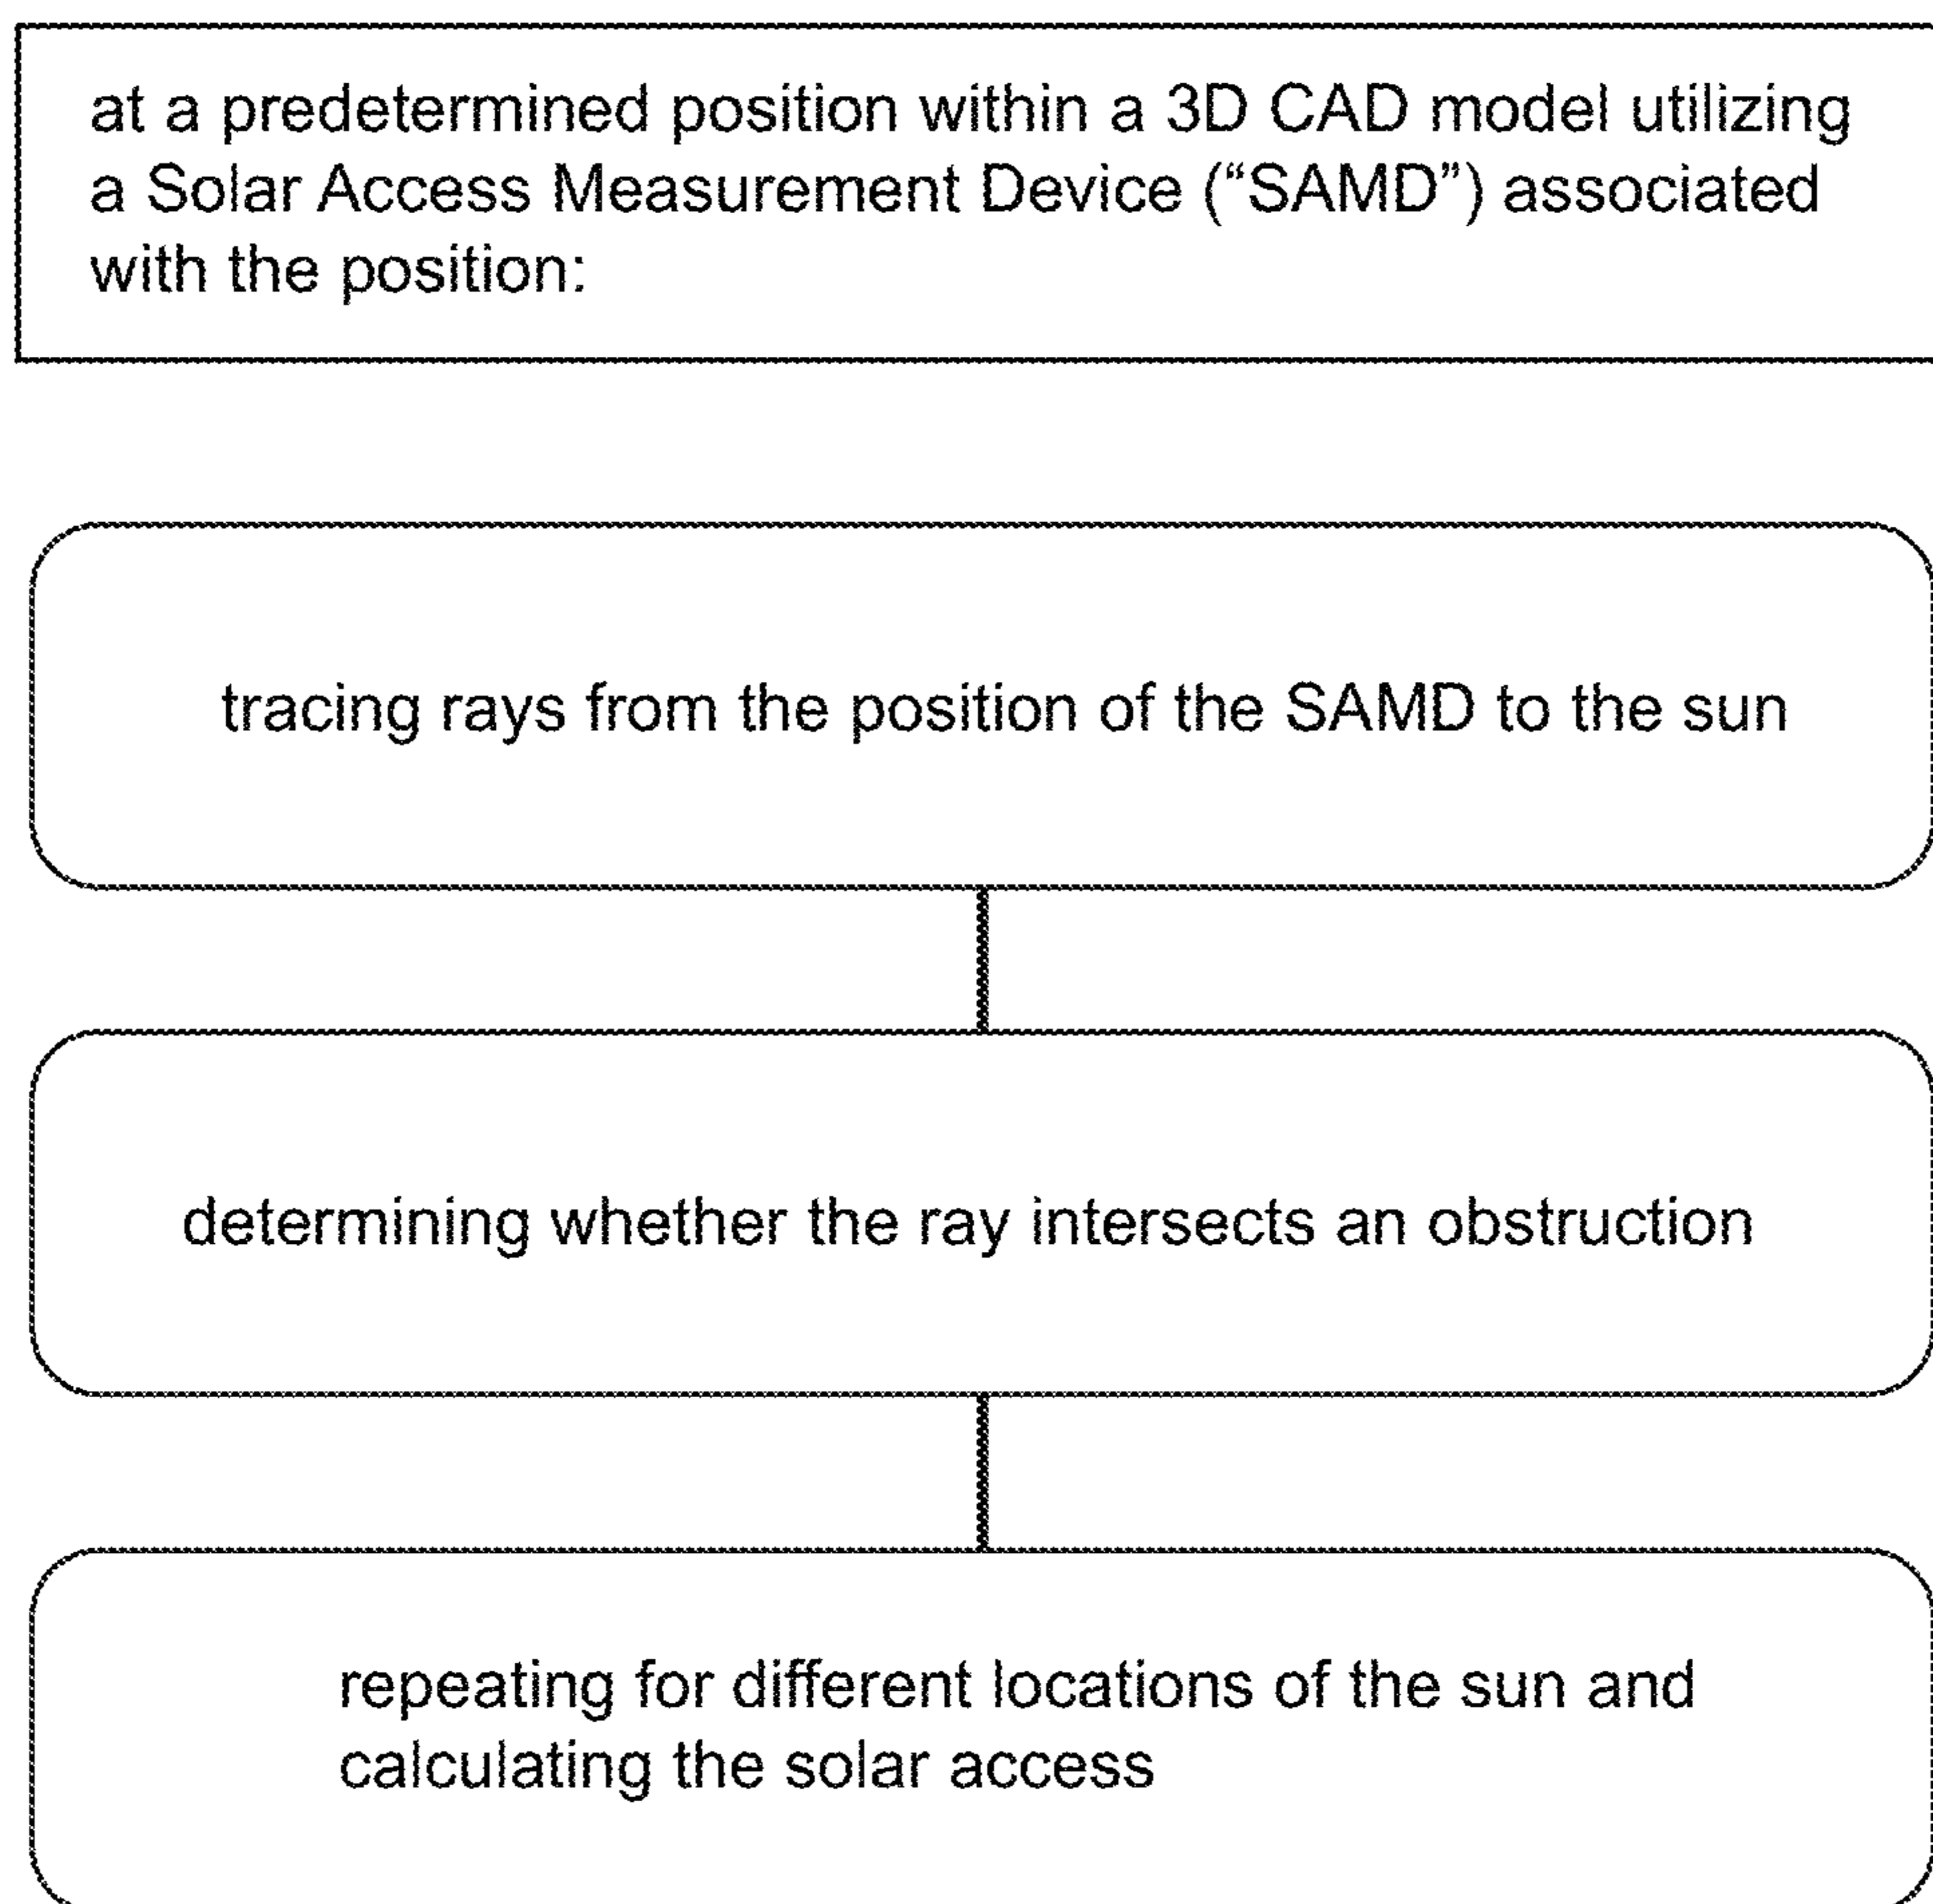 at a predetermined position within a 3D CAD model utilizing
a Solar Access Measurement Device (“SAMD”) associated
with the position:
tracing rays from the position of the SAMD to the sun
determining whether the ray intersects an obstruction
repeating for different locations of the sun and
calculating the solar access